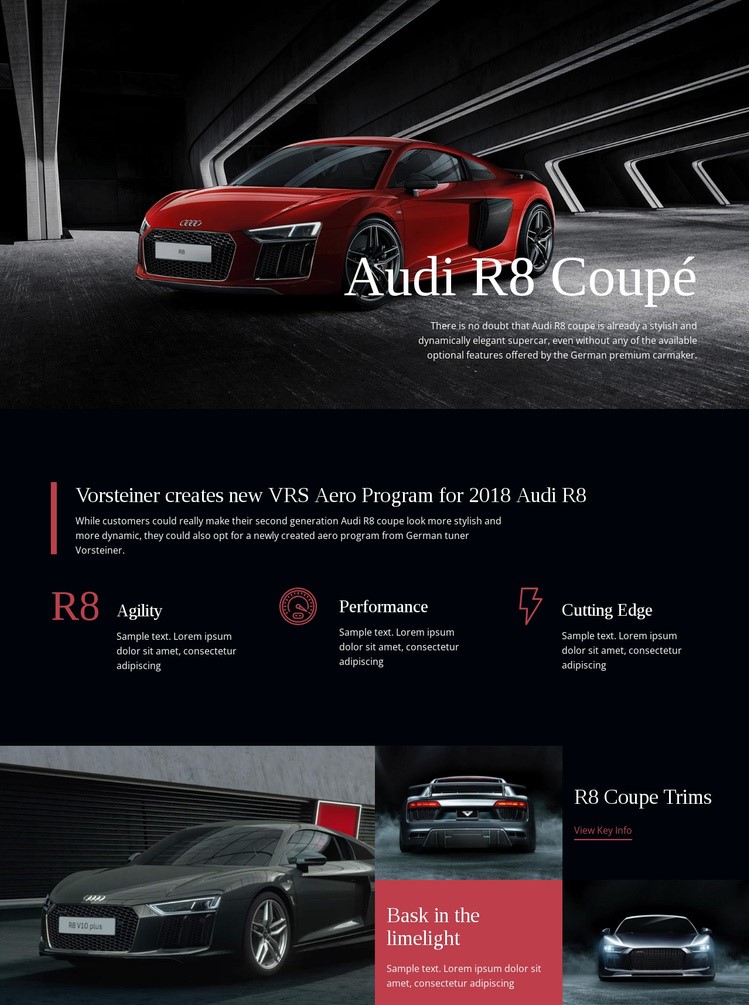 R8
Audi R8 Coupé
There is no doubt that Audi R8 coupe is already a stylish and
dynamically elegant supercar, even without any of the available
optional features offered by the German premium carmaker.
Vorsteiner creates new VRS Aero Program for 2018 Audi R8
While customers could really make their second generation Audi R8 coupe look more stylish and
more dynamic, they could also opt for a newly created aero program from German tuner
Vorsteiner.
R8
Agility
Sample text. Lorem ipsum
dolor sit amet, consectetur
adipiscing
Performance
Sample text. Lorem ipsum
dolor sit amet, consectetur
adipiscing
Cutting Edge
Sample text. Lorem ipsum
dolor sit amet, consectetur
adipiscing
R8 V10 plus
R8 Coupe Trims
View Key Info
Bask in the
limelight
Sample text. Lorem ipsum dolor sit
amet, consectetur adipiscing